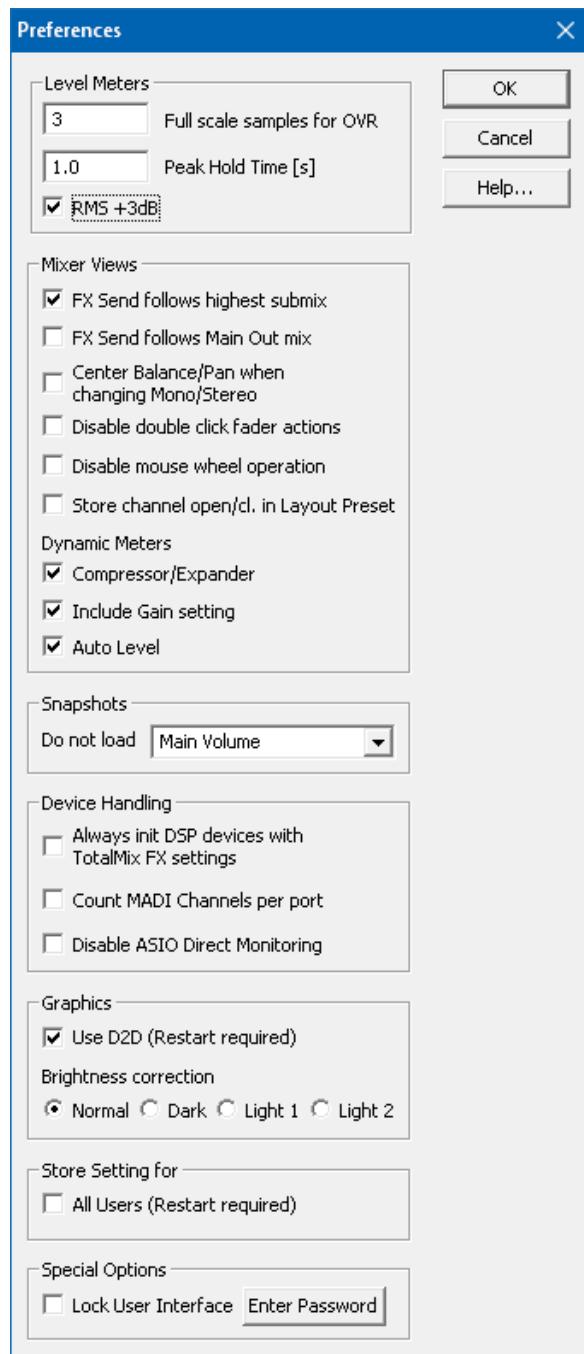 Preferences
Level Meters
3 Full scale samples for OVR
1.0 Peak Hold Time [s]
RMS +3dB
OK
Cancel
Help...
Mixer Views
FX Send follows highest submix
FX Send follows Main Out mix
Center Balance/Pan when
changing Mono/Stereo
Disable double click fader actions
Disable mouse wheel operation
Store channel open/cl. in Layout Preset
Dynamic Meters
Compressor/Expander
Include Gain setting
Auto Level
Snapshots
Do not load Main Volume
Device Handling
Always init DSP devices with
TotalMix FX settings
Count MADI Channels per port
Disable ASIO Direct Monitoring
Graphics
Use D2D (Restart required)
Brightness correction
Normal Dark Light 1 Light 2
Store Setting for
All Users (Restart required)
Special Options
Lock User Interface Enter Password